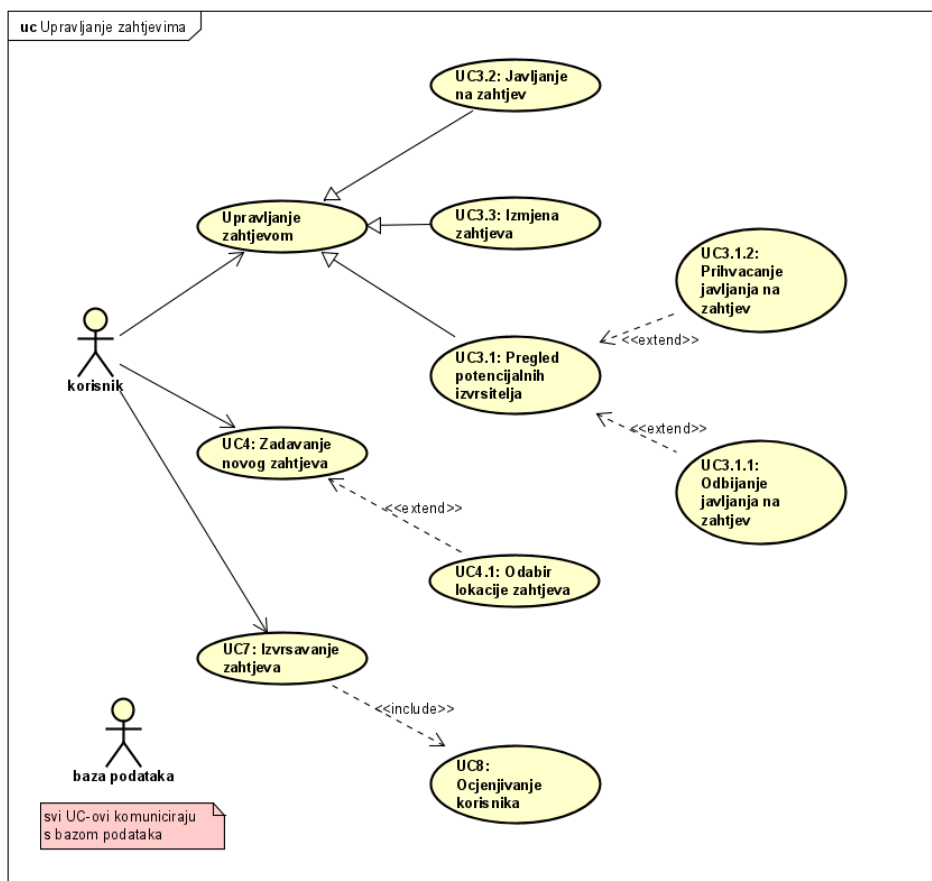 uc Upravljanje zahtjevima
UC3.2: Javljanje
na zahtjev
Upravljanje
zahtjevom
UC3.3: Izmjena
zahtjeva
UC3.1.2:
Prihvacanje
javljanja na
zahtjev
<<extend>>
korisnik
UC3.1: Pregled
potencijalnih
izvrsitelja
<<extend>>
UC4: Zadavanje
novog zahtjeva
UC3.1.1:
Odbijanje
javljanja na
zahtjev
<<extend>>
UC4.1: Odabir
lokacije zahtjeva
UC7: Izvrsavanje
zahtjeva
<<include>>
baza podataka
UC8:
Ocjenjivanje
korisnika
svi UC-ovi komuniciraju
s bazom podataka